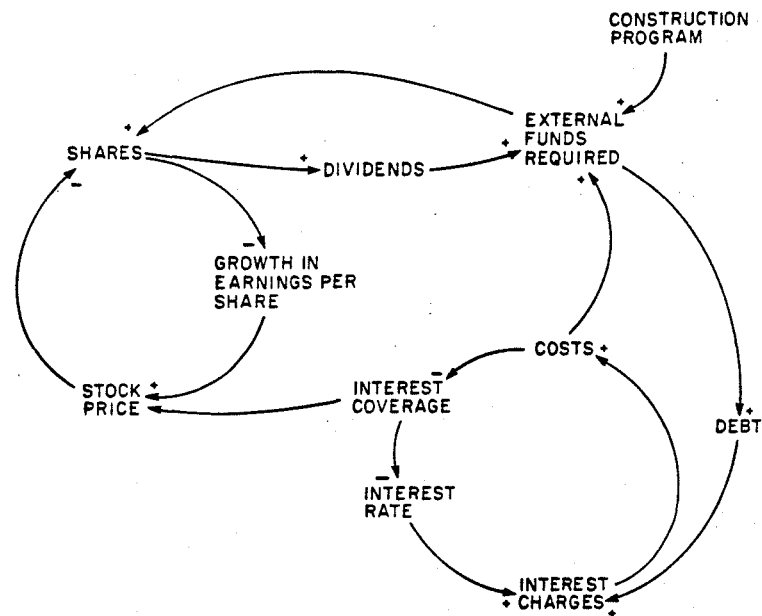 CONSTRUCTION
PROGRAM
+
EXTERNAL
FUNDS
+ REQUIRED
+
+
SHARES
-
+
DIVIDENDS
-
GROWTH IN
EARNINGS PER
SHARE
COSTS +
STOCK +
PRICE
-
INTEREST
COVERAGE
+
DEBT
-
INTEREST
RATE
INTEREST
+ CHARGES +